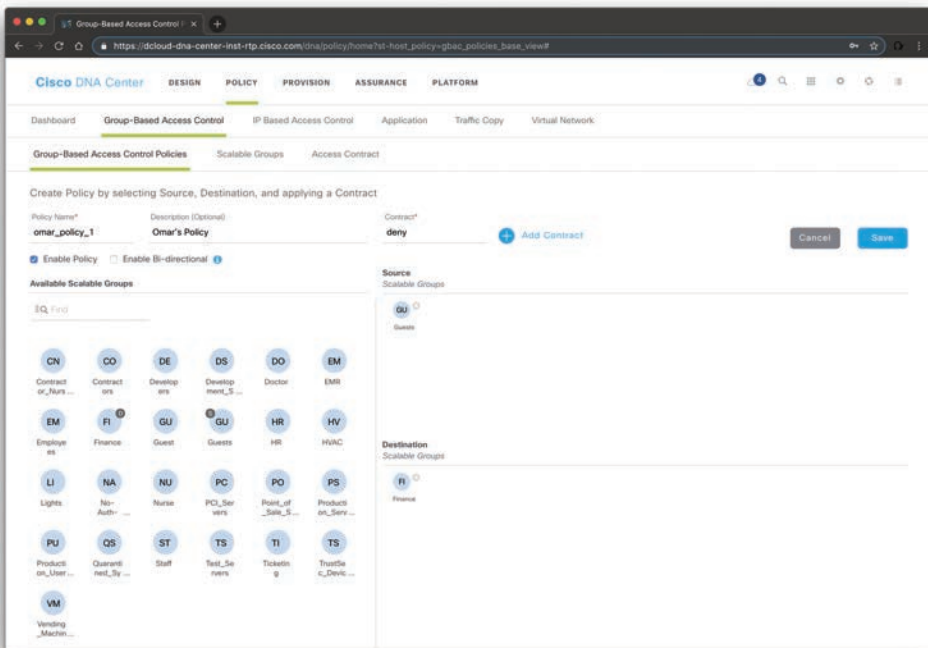 Group-Based Access Control P
https://dcloud-dna-center-inst-rtp.cisco.com/dna/policy/home?st-host_policy=gbac_policies_base_view#
Cisco DNA Center DESIGN POLICY PROVISION ASSURANCE PLATFORM 4
Dashboard Group-Based Access Control IP Based Access Control Application Traffic Copy Virtual Network
Group-Based Access Control Policies Scalable Groups Access Contract
Create Policy by selecting Source, Destination, and applying a Contract
Policy Name* Description (Optional) Contract*
omar_policy_1 Omar's Policy deny Add Contract Cancel Save
Enable Policy Enable Bi-directional
Available Scalable Groups
Find
CN CO DE DS DO EM
Contract Contract Develop Develop Doctor EMR
or_Nurs ... ors ers ment_S ...
EM FI D GU S GU HR HV
Employe Finance Guest Guests HR HVAC
es
LI NA NU PC PO PS
Lights No- Nurse PCI_Ser Point_of Producti
Auth- ... vers _Sale_S ... on_Serv ...
PU QS ST TS TI TS
Producti Quaranti Staff Test_Se Ticketin TrustSe
on_User ... ned_Sy ... rvers g c_Devic ...
VM
Vending
_Machin ...
Source
Scalable Groups
GU
Guests
Destination
Scalable Groups
FI
Finance